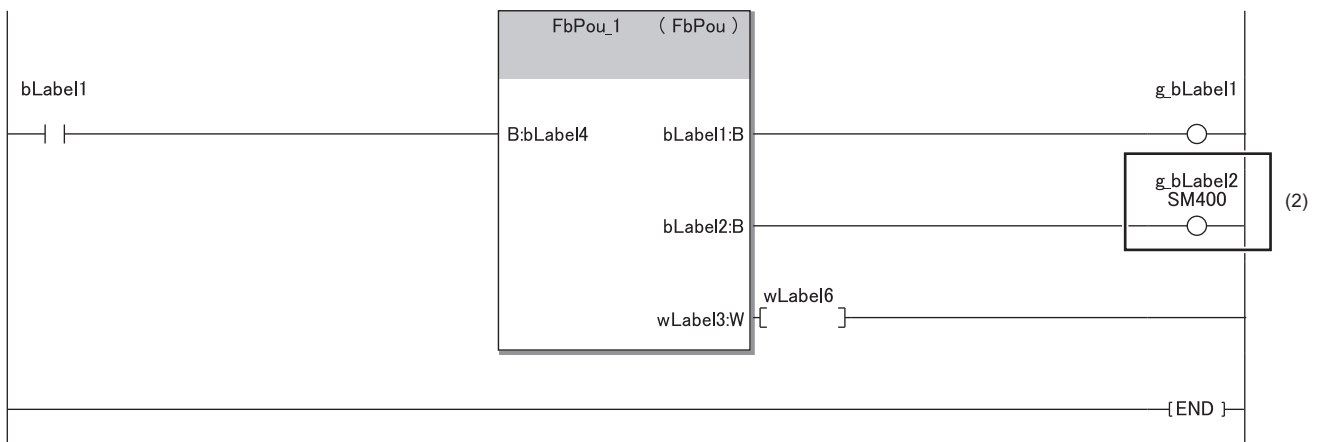 FbPou_1 ( FbPou )
bLabel1
g_bLabel1
B:bLabel4 bLabel1:B
g_bLabel2
SM400
(2)
bLabel2:B
wLabel6
wLabel3:W
[END]